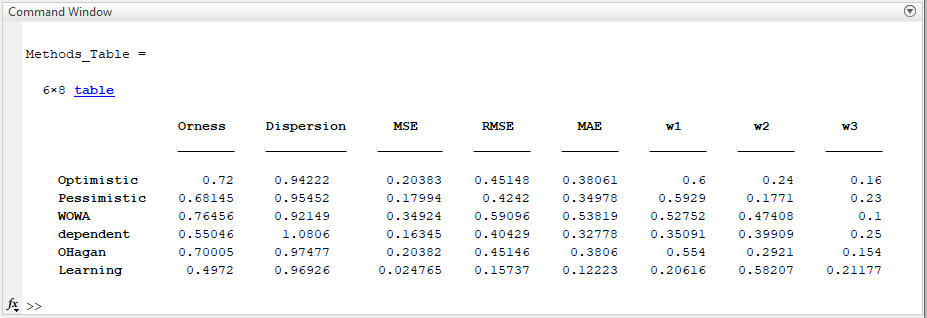 Command Window
Methods_Table =
6×8 table
Orness Dispersion MSE RMSE MAE w1 w2 w3
Optimistic 0.72 0.94222 0.20383 0.45148 0.38061 0.6 0.24 0.16
Pessimistic 0.68145 0.95452 0.17994 0.4242 0.34978 0.5929 0.1771 0.23
WOWA 0.76456 0.92149 0.34924 0.59096 0.53819 0.52752 0.47408 0.1
dependent 0.55046 1.0806 0.16345 0.40429 0.32778 0.35091 0.39909 0.25
OHagan 0.70005 0.97477 0.20382 0.45146 0.3806 0.554 0.2921 0.154
Learning 0.4972 0.96926 0.024765 0.15737 0.12223 0.20616 0.58207 0.21177
fx >>